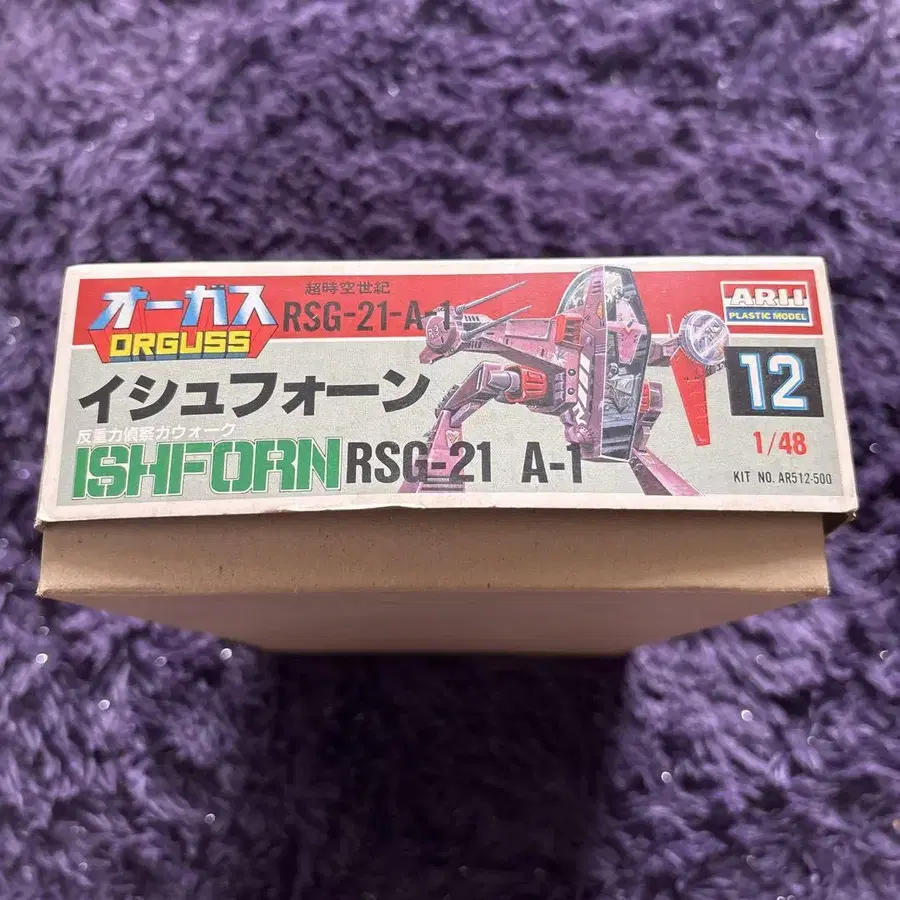 超時空世紀
オーガス
ORGUSS
RSG-21-A-1
イシュフォーン
反重力偵察ガウォーク
ISHFORN RSG-21 A-1
ARII
PLASTIC MODEL
12
1/48
KIT NO. AR512-500